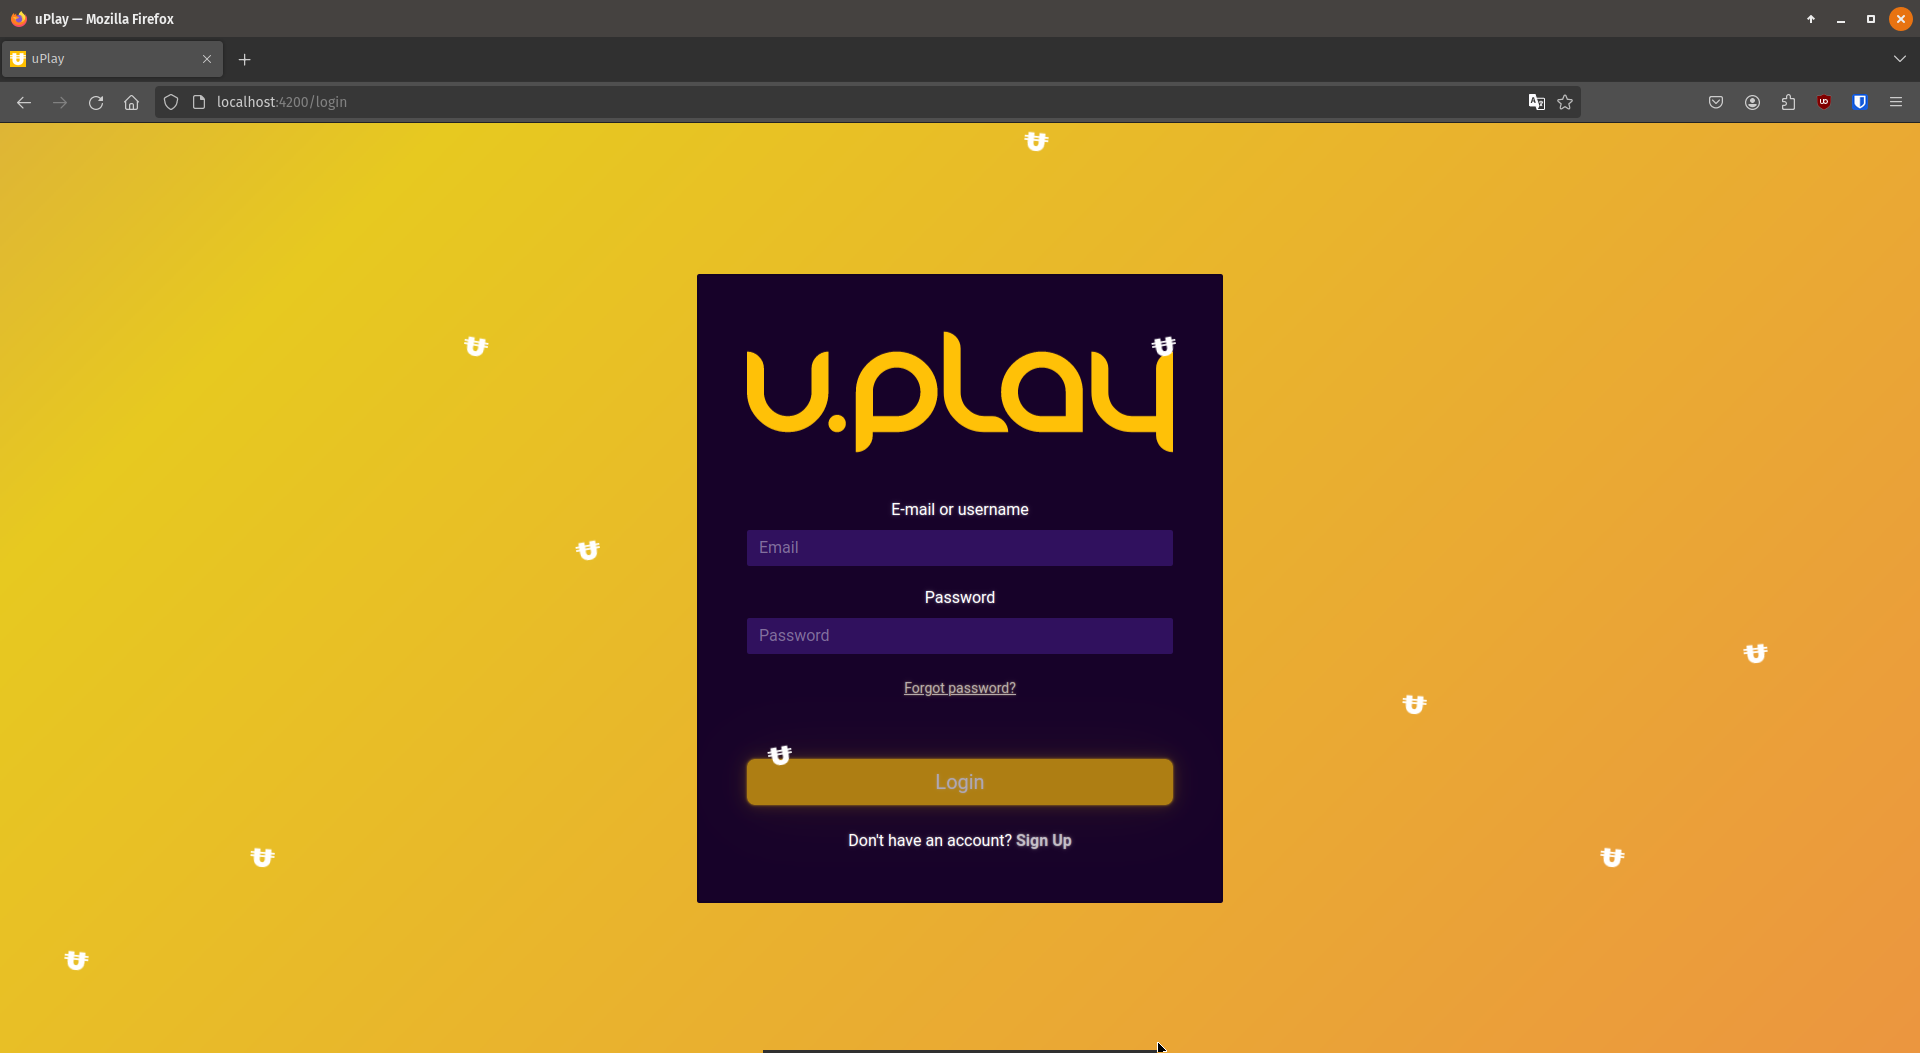 uPlay — Mozilla Firefox
uPlay
localhost:4200/login
u.play
E-mail or username
Email
Password
Password
Forgot password?
Login
Don't have an account? Sign Up